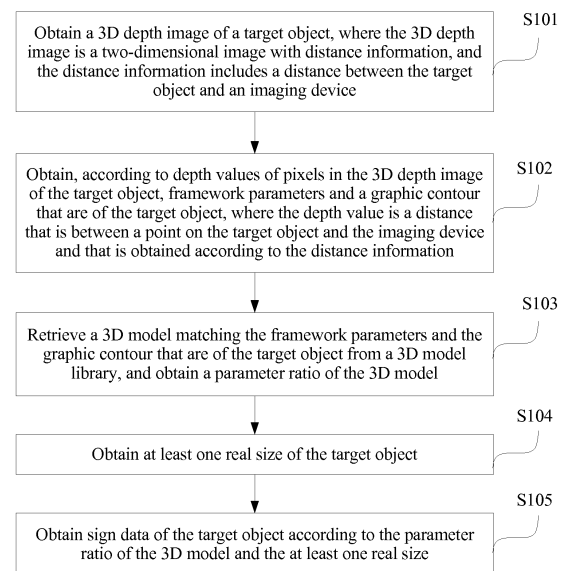 S101
Obtain a 3D depth image of a target object, where the 3D depth
image is a two-dimensional image with distance information, and
the distance information includes a distance between the target
object and an imaging device
S102
Obtain, according to depth values of pixels in the 3D depth image
of the target object, framework parameters and a graphic contour
that are of the target object, where the depth value is a distance
that is between a point on the target object and the imaging device
and that is obtained according to the distance information
S103
Retrieve a 3D model matching the framework parameters and the
graphic contour that are of the target object from a 3D model
library, and obtain a parameter ratio of the 3D model
S104
Obtain at least one real size of the target object
S105
Obtain sign data of the target object according to the parameter
ratio of the 3D model and the at least one real size